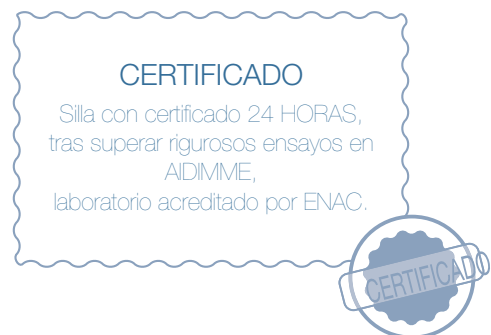 CERTIFICADO
Silla con certificado 24 HORAS,
tras superar rigurosos ensayos en
AIDIMME,
laboratorio acreditado por ENAC.
CERTIFICADO